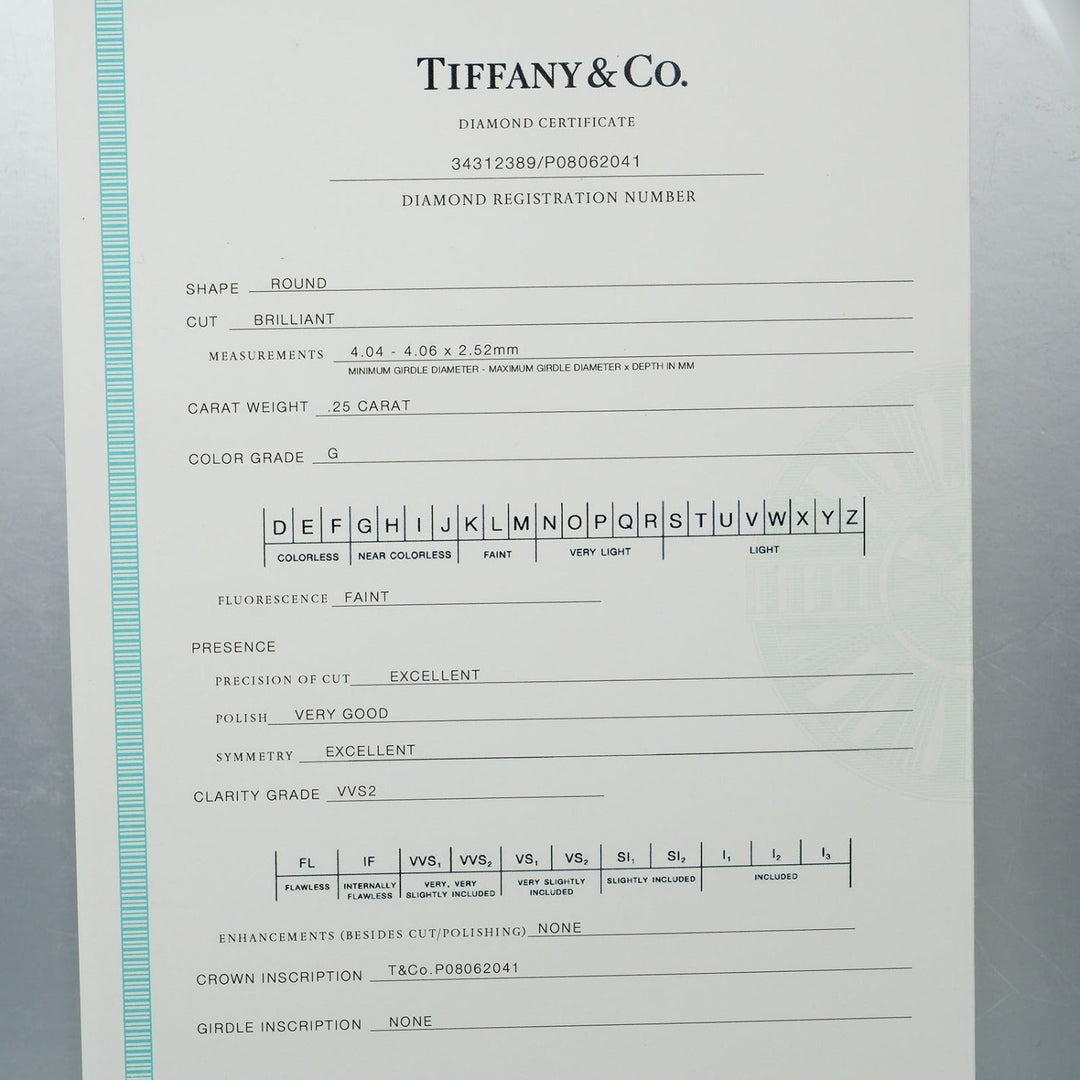 TIFFANY & CO.
DIAMOND CERTIFICATE
34312389/P08062041
DIAMOND REGISTRATION NUMBER
SHAPE ROUND
CUT BRILLIANT
MEASUREMENTS 4.04 - 4.06 x 2.52mm
MINIMUM GIRDLE DIAMETER - MAXIMUM GIRDLE DIAMETER x DEPTH IN MM
CARAT WEIGHT .25 CARAT
COLOR GRADE G
D E F G H I J K L M N O P Q R S T U V W X Y Z
COLORLESS NEAR COLORLESS FAINT VERY LIGHT LIGHT
FLUORESCENCE FAINT
PRESENCE
PRECISION OF CUT EXCELLENT
POLISH VERY GOOD
SYMMETRY EXCELLENT
CLARITY GRADE VVS2
FL IF VVS1 VVS2 VS1 VS2 SI1 SI2 I1 I2 I3
FLAWLESS INTERNALLY FLAWLESS VERY, VERY SLIGHTLY INCLUDED VERY SLIGHTLY INCLUDED SLIGHTLY INCLUDED INCLUDED
ENHANCEMENTS (BESIDES CUT/POLISHING) NONE
CROWN INSCRIPTION T&Co.P08062041
GIRDLE INSCRIPTION NONE